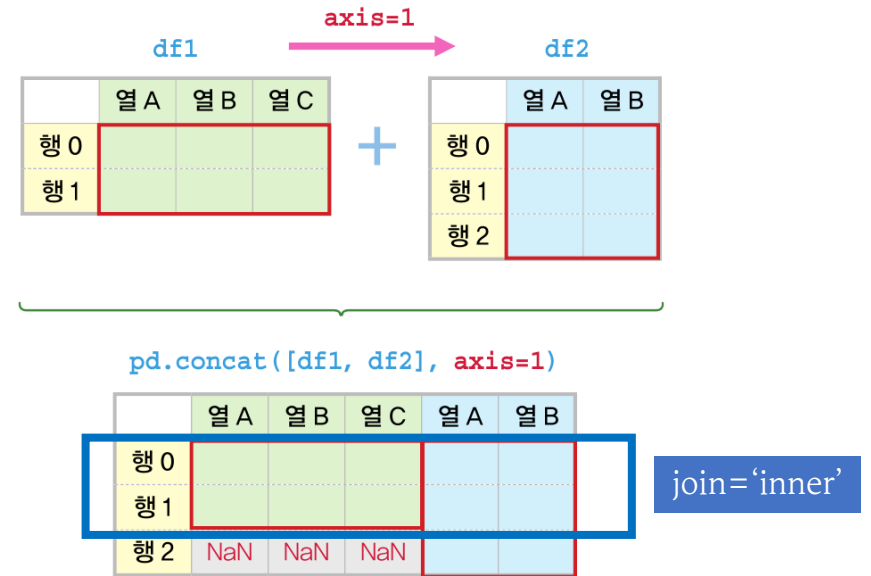 axis=1
df1
df2
열 A 열 B 열 C
행 0
행 1
+
열 A 열 B
행 0
행 1
행 2
pd.concat([df1, df2], axis=1)
열 A 열 B 열 C 열 A 열 B
행 0
행 1
행 2 NaN NaN NaN
join=‘inner’